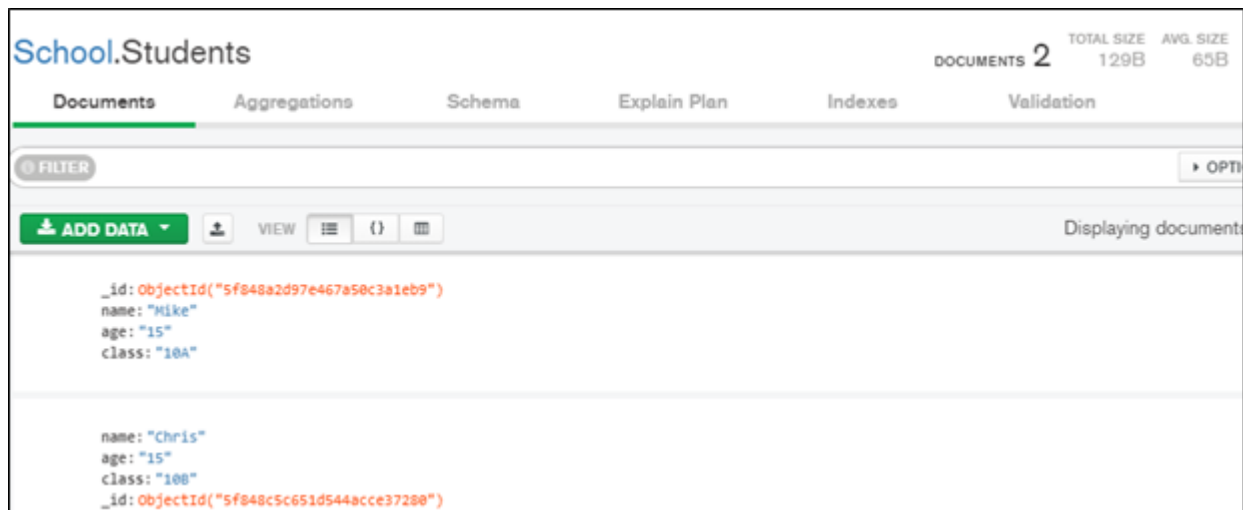 School.Students
DOCUMENTS 2 TOTAL SIZE 129B AVG. SIZE 65B
Documents Aggregations Schema Explain Plan Indexes Validation
FILTER OPTI
ADD DATA VIEW {} Displaying documents
_id: ObjectId("5f848a2d97e467a50c3a1eb9")
name: "Mike"
age: "15"
class: "10A"
name: "Chris"
age: "15"
class: "10B"
_id: ObjectId("5f848c5c651d544acce37280")